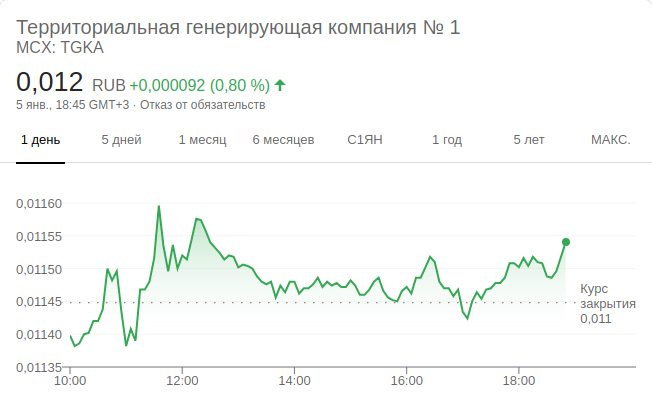 Территориальная генерирующая компания № 1
MCX: TGKA
0,012 RUB +0,000092 (0,80 %)
5 янв., 18:45 GMT+3 · Отказ от обязательств
1 день 5 дней 1 месяц 6 месяцев С1ЯН 1 год 5 лет МАКС.
0,01160
0,01155
0,01150
0,01145
0,01140
0,01135
Курс
закрытия
0,011
10:00 12:00 14:00 16:00 18:00